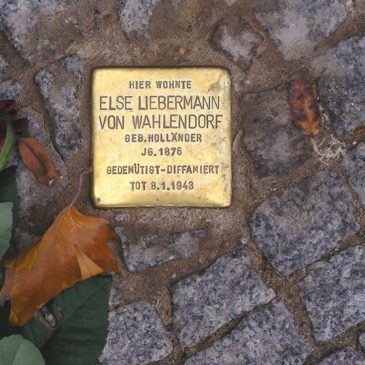 HIER WOHNTE
ELSE LIEBERMANN
VON WAHLENDORF
GEB. HOLLÄNDER
JG. 1876
GEDEMÜTIGT-DIFFAMIERT
TOT 8.1.1943